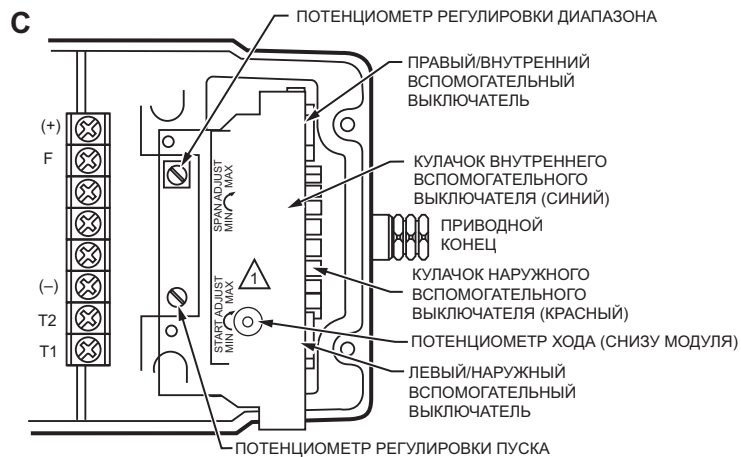 C
ПОТЕНЦИОМЕТР РЕГУЛИРОВКИ ДИАПАЗОНА
ПРАВЫЙ/ВНУТРЕННИЙ
ВСПОМОГАТЕЛЬНЫЙ
ВЫКЛЮЧАТЕЛЬ
(+)
F
(–)
T2
T1
SPAN ADJUST
MIN MAX
START ADJUST
MIN MAX
1
КУЛАЧОК ВНУТРЕННЕГО
ВСПОМОГАТЕЛЬНОГО
ВЫКЛЮЧАТЕЛЯ (СИНИЙ)
ПРИВОДНОЙ
КОНЕЦ
КУЛАЧОК НАРУЖНОГО
ВСПОМОГАТЕЛЬНОГО
ВЫКЛЮЧАТЕЛЯ (КРАСНЫЙ)
ПОТЕНЦИОМЕТР ХОДА (СНИЗУ МОДУЛЯ)
ЛЕВЫЙ/НАРУЖНЫЙ
ВСПОМОГАТЕЛЬНЫЙ
ВЫКЛЮЧАТЕЛЬ
ПОТЕНЦИОМЕТР РЕГУЛИРОВКИ ПУСКА